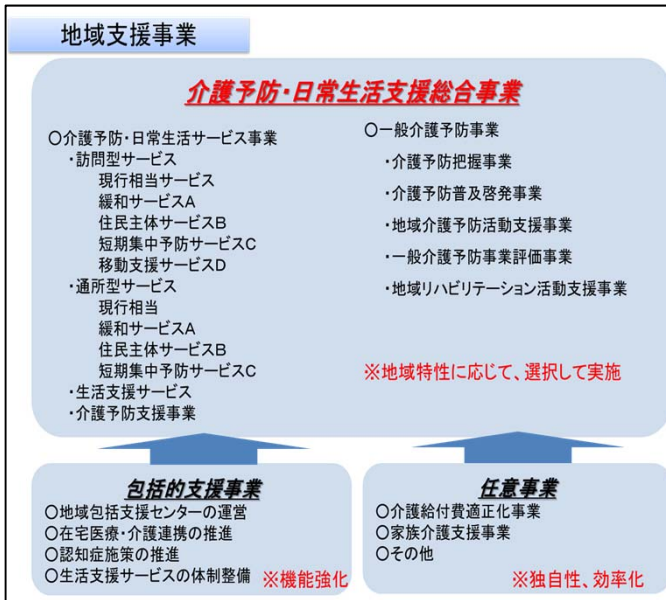 地域支援事業
介護予防・日常生活支援総合事業
〇介護予防・日常生活サービス事業
・訪問型サービス
現行相当サービス
緩和サービスA
住民主体サービスB
短期集中予防サービスC
移動支援サービスD
・通所型サービス
現行相当
緩和サービスA
住民主体サービスB
短期集中予防サービスC
・生活支援サービス
・介護予防支援事業
〇一般介護予防事業
・介護予防把握事業
・介護予防普及啓発事業
・地域介護予防活動支援事業
・一般介護予防事業評価事業
・地域リハビリテーション活動支援事業
※地域特性に応じて、選択して実施
包括的支援事業
〇地域包括支援センターの運営
〇在宅医療・介護連携の推進
〇認知症施策の推進
〇生活支援サービスの体制整備 ※機能強化
任意事業
〇介護給付費適正化事業
〇家族介護支援事業
〇その他
※独自性、効率化